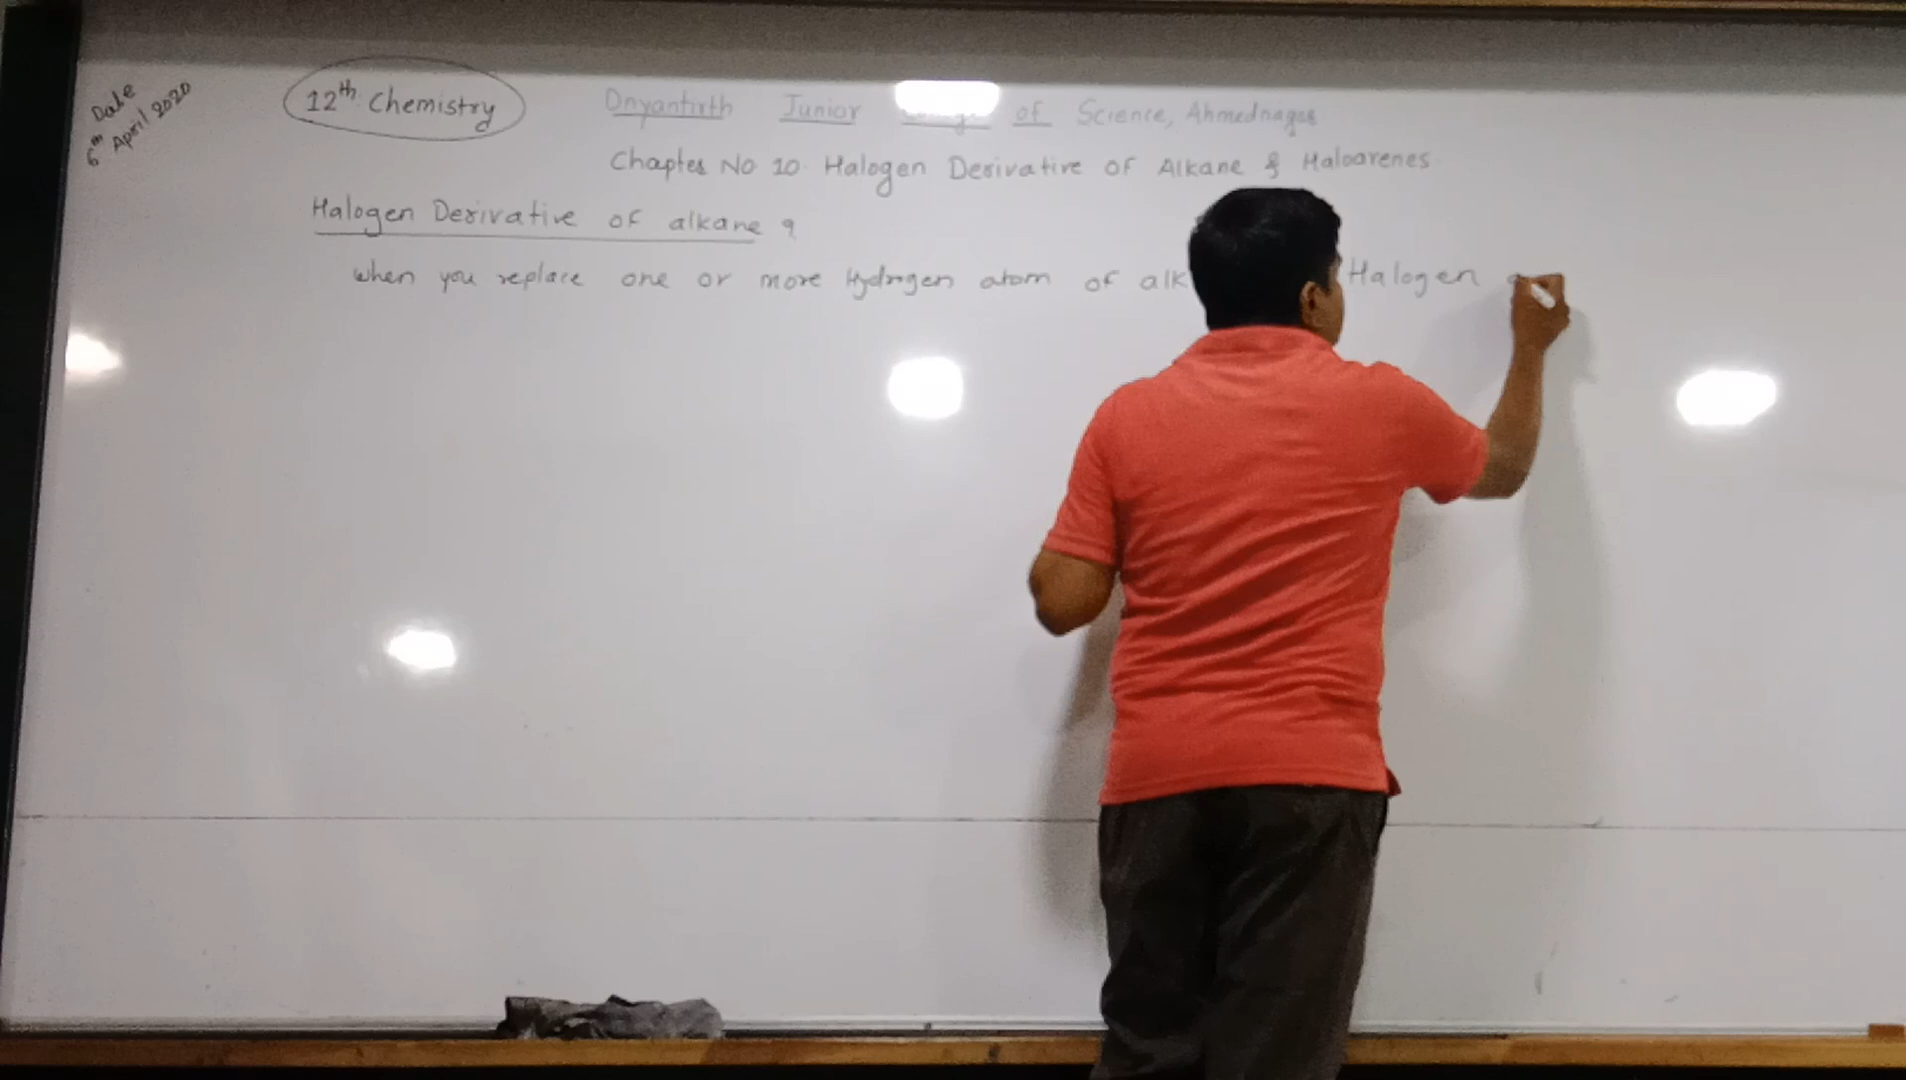 Date
6th April 2020
12th Chemistry
Dnyantirth Junior of Science, Ahmednagar
Chapter No 10. Halogen Derivative of Alkane & Haloarenes
Halogen Derivative of alkane ?
when you replace one or more Hydrogen atom of alk Halogen